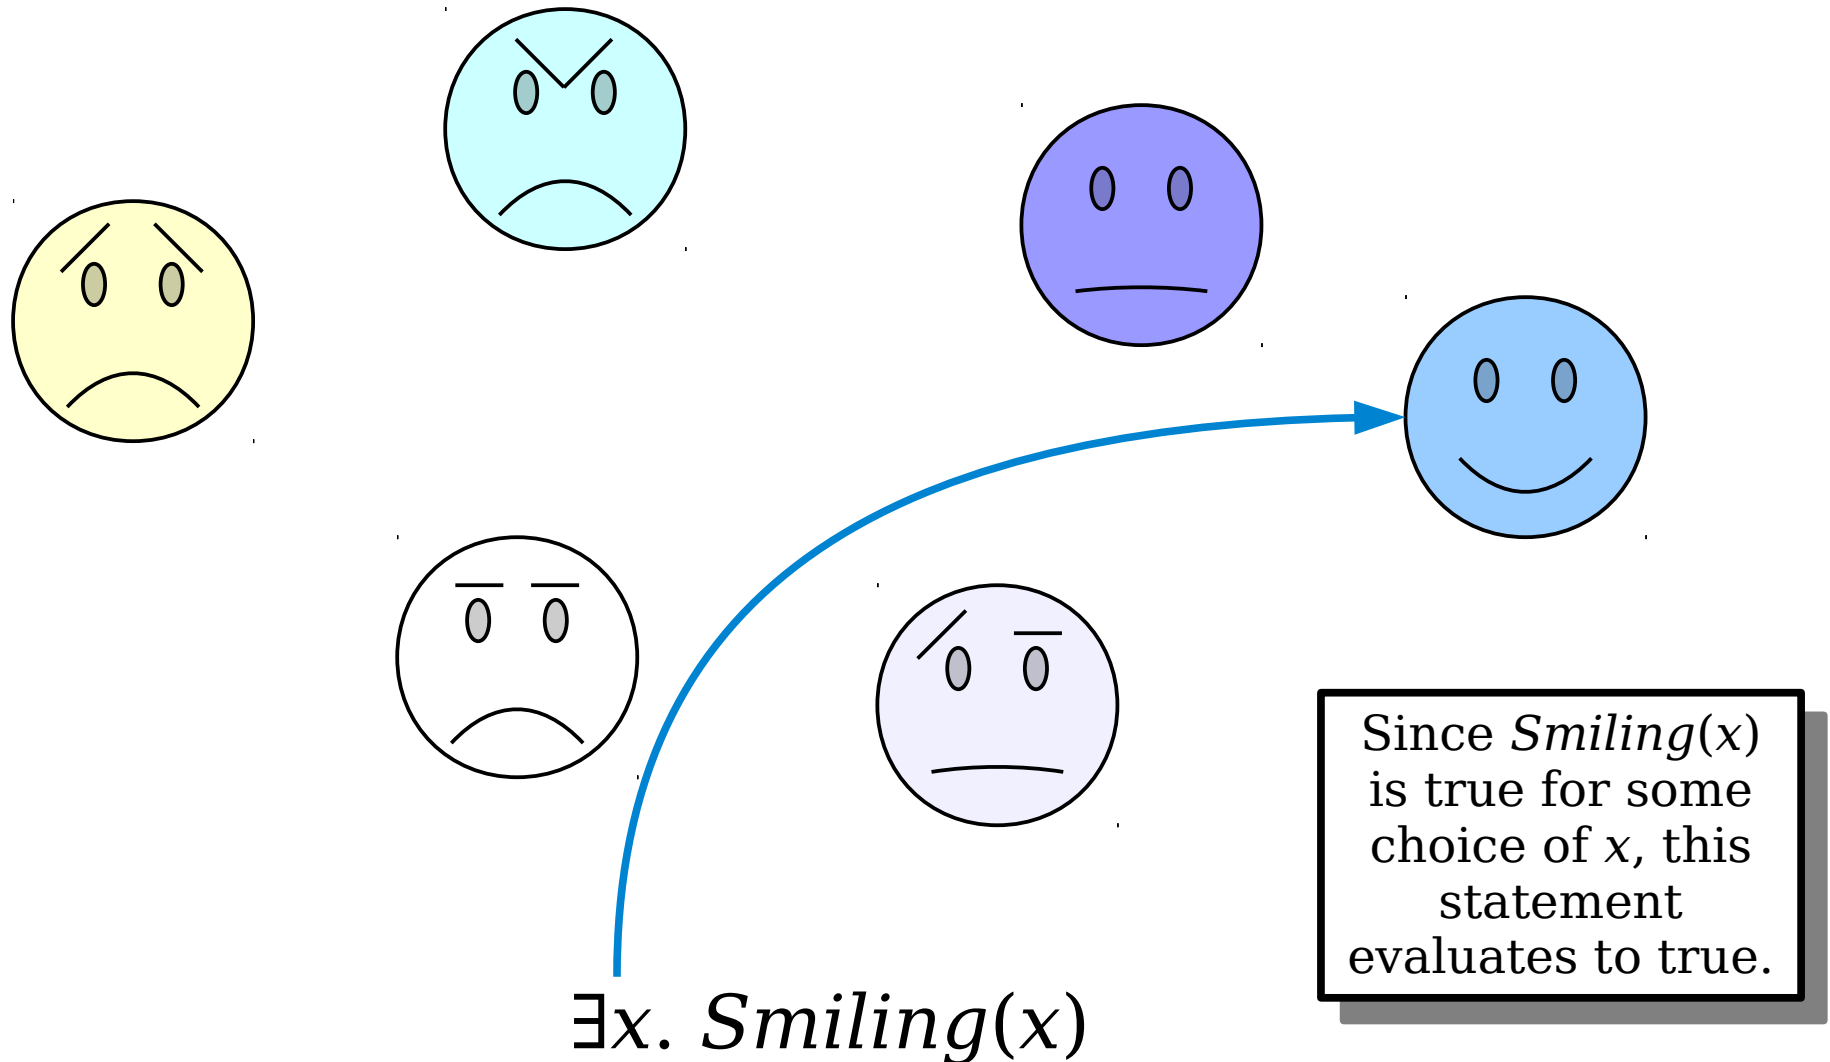 Since Smiling(x)
is true for some
choice of x, this
statement
evaluates to true.
∃x. Smiling(x)